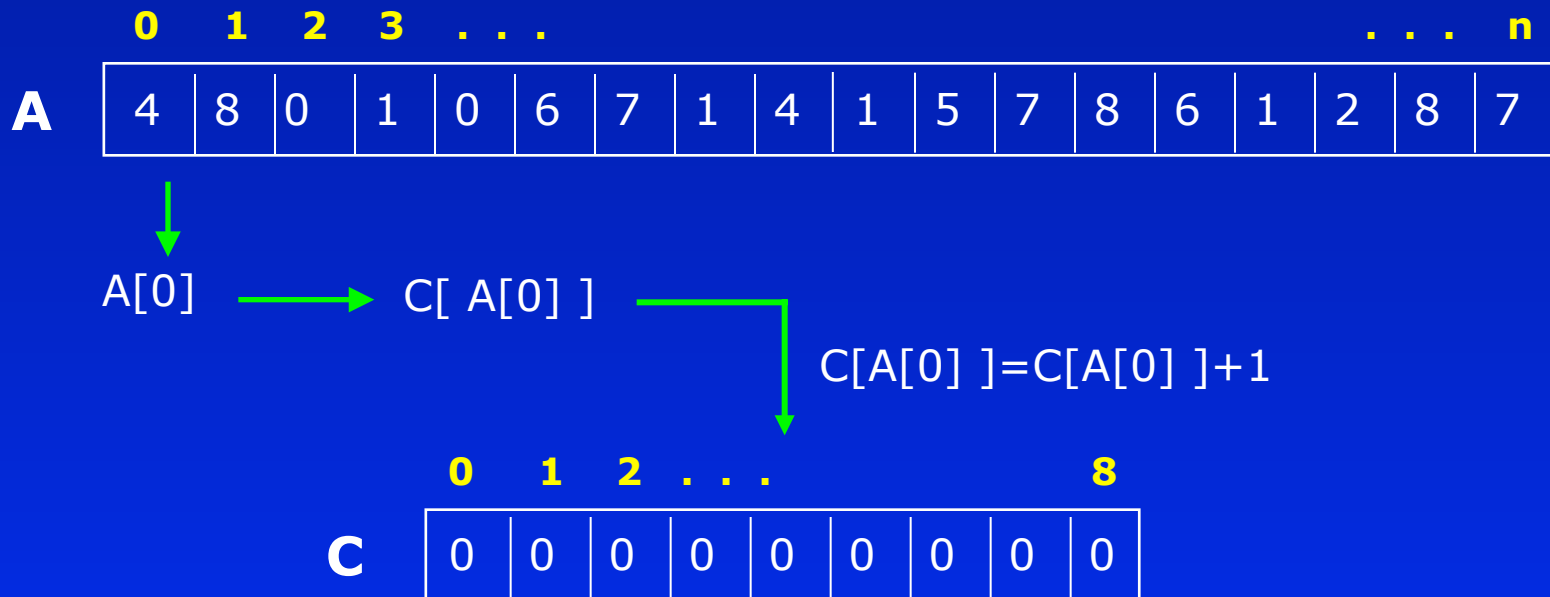 0 1 2 3 . . . . . . n
A 4 8 0 1 0 6 7 1 4 1 5 7 8 6 1 2 8 7
A[0] C[ A[0] ]
C[A[0] ]=C[A[0] ]+1
0 1 2 . . . 8
C 0 0 0 0 0 0 0 0 0